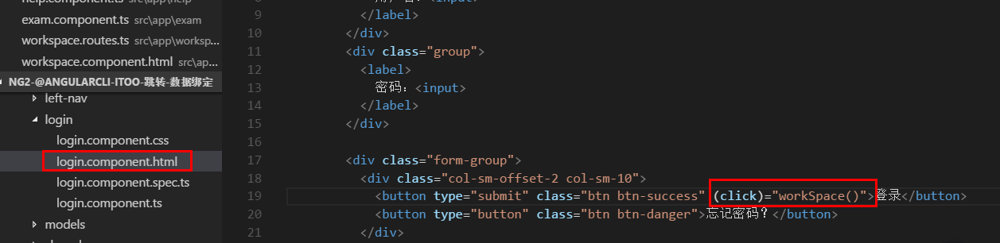 help.component.ts src\app\help
exam.component.ts src\app\exam
workspace.routes.ts src\app\worksp...
workspace.component.html src\ap...
NG2-@ANGULARCLI-ITOO-跳转-数据绑定
left-nav
login
login.component.css
login.component.html
login.component.spec.ts
login.component.ts
models
8 用户名：<input>
9 </label>
10 </div>
11 <div class="group">
12 <label>
13 密码：<input>
14 </label>
15 </div>
16
17 <div class="form-group">
18 <div class="col-sm-offset-2 col-sm-10">
19 <button type="submit" class="btn btn-success" (click)="workSpace()">登录</button>
20 <button type="button" class="btn btn-danger">忘记密码？</button>
21 </div>